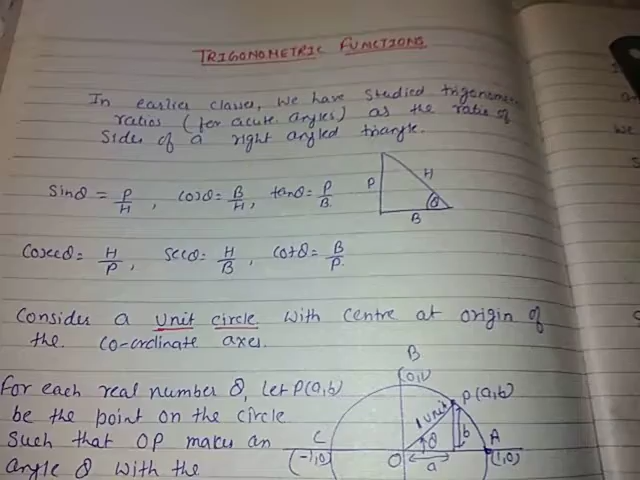 TRIGONOMETRIC FUNCTIONS
In earlier classes, we have studied
ratios (for acute angles) as the ratio of
sides of a right angled triangle.
Sinθ = P/H , Cosθ = B/H , tanθ = P/B
P
H
θ
B
Cosecθ = H/P , Secθ = H/B , Cotθ = B/P.
Consider a unit circle with centre at origin of
the co-ordinate axes.
For each real number θ, let P(a,b)
be the point on the circle
such that OP makes an
angle θ with the
B
P(a,b)
1 unit
b
θ
C
A
(-1,0)
O
a
(1,0)
we